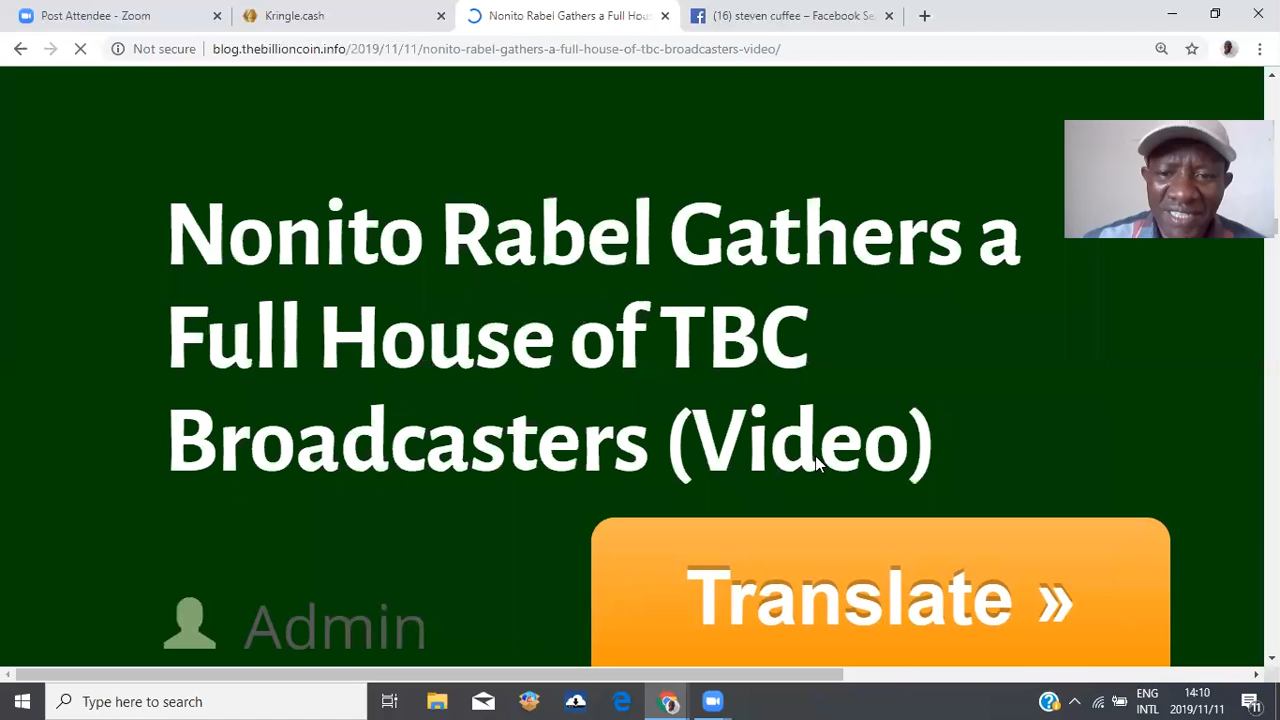 Post Attendee - Zoom
Kringle.cash
Nonito Rabel Gathers a Full Hou
(16) steven cuffee – Facebook Se
Not secure
blog.thebillioncoin.info/2019/11/11/nonito-rabel-gathers-a-full-house-of-tbc-broadcasters-video/
Nonito Rabel Gathers a
Full House of TBC
Broadcasters (Video)
Translate »
Admin
Type here to search
ENG
INTL
14:10
2019/11/11
11